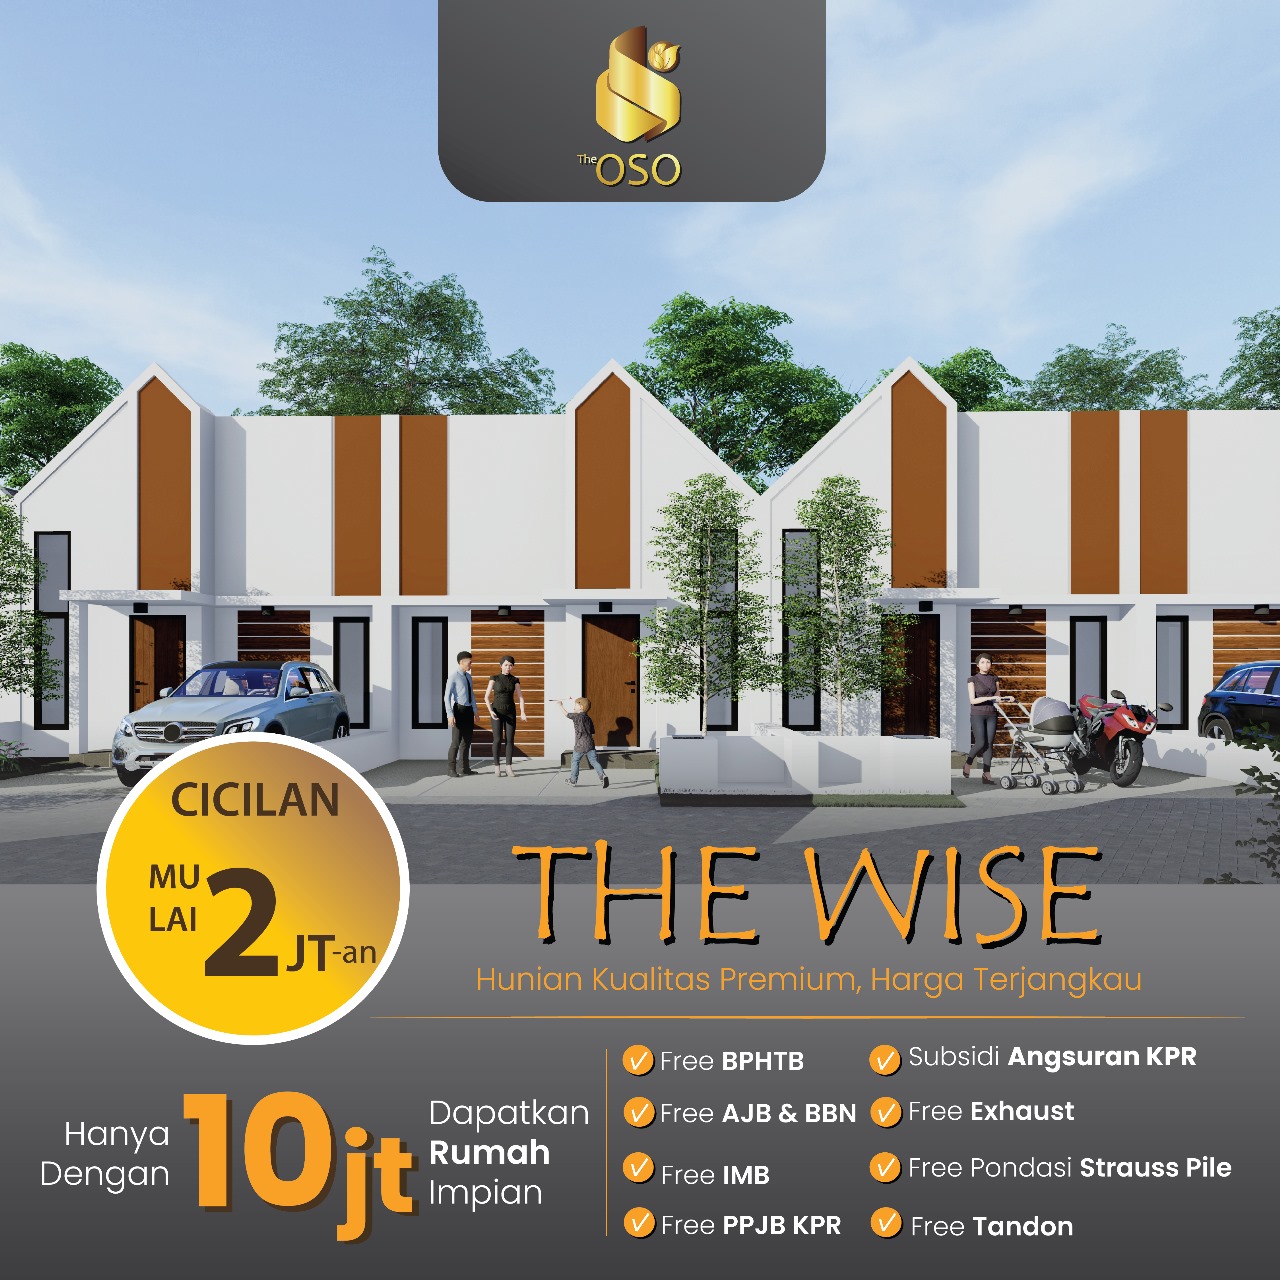 The OSO
CICILAN
MU
LAI
2 JT-an
THE WISE
Hunian Kualitas Premium, Harga Terjangkau
Hanya
Dengan
10jt
Dapatkan
Rumah
Impian
Free BPHTB
Free AJB & BBN
Free IMB
Free PPJB KPR
Subsidi Angsuran KPR
Free Exhaust
Free Pondasi Strauss Pile
Free Tandon